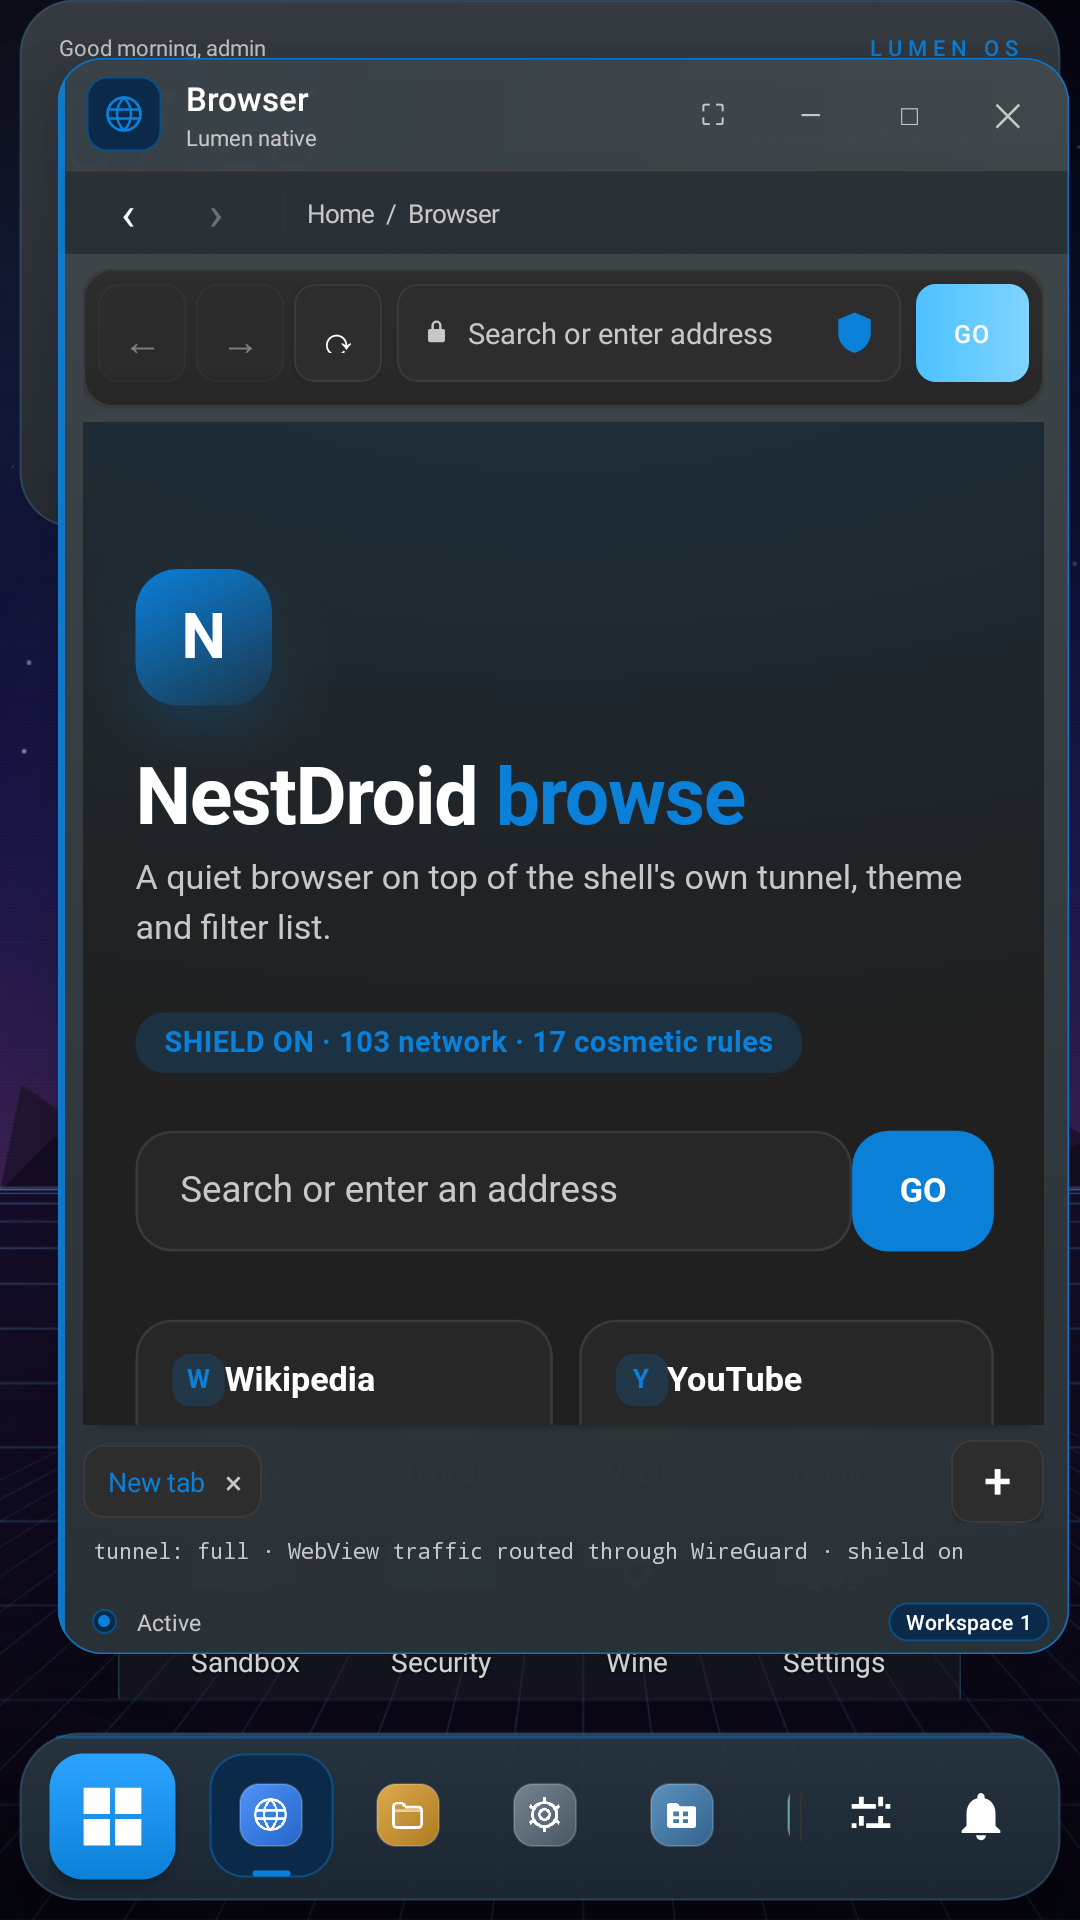 Good morning, admin
LUMEN OS
Browser
Lumen native
Home / Browser
Search or enter address
GO
N
NestDroid browse
A quiet browser on top of the shell's own tunnel, theme
and filter list.
SHIELD ON · 103 network · 17 cosmetic rules
Search or enter an address
GO
W Wikipedia
Y YouTube
New tab ×
+
tunnel: full · WebView traffic routed through WireGuard · shield on
Active
Workspace 1
Sandbox
Security
Wine
Settings